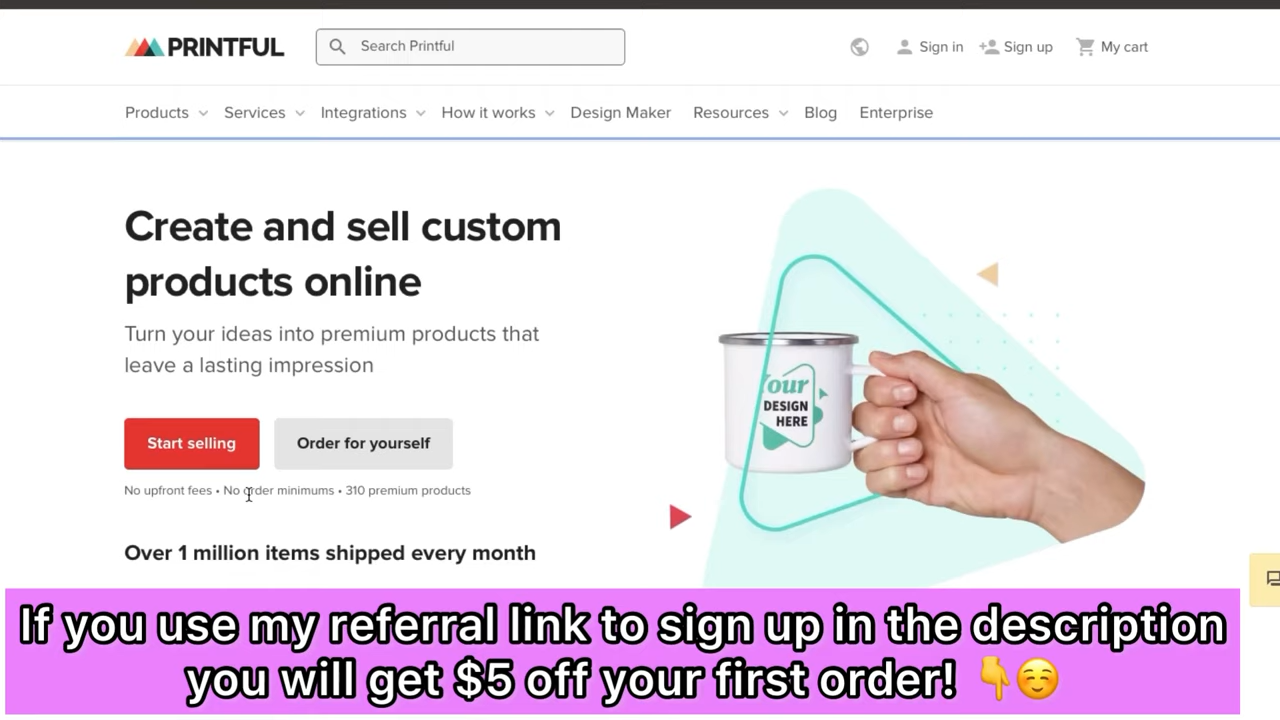 PRINTFUL
Search Printful
Sign in
Sign up
My cart
Products
Services
Integrations
How it works
Design Maker
Resources
Blog
Enterprise
Create and sell custom
products online
Turn your ideas into premium products that
leave a lasting impression
Start selling
Order for yourself
No upfront fees • No order minimums • 310 premium products
Over 1 million items shipped every month
Your
DESIGN
HERE
If you use my referral link to sign up in the description
you will get $5 off your first order! 👇☺️